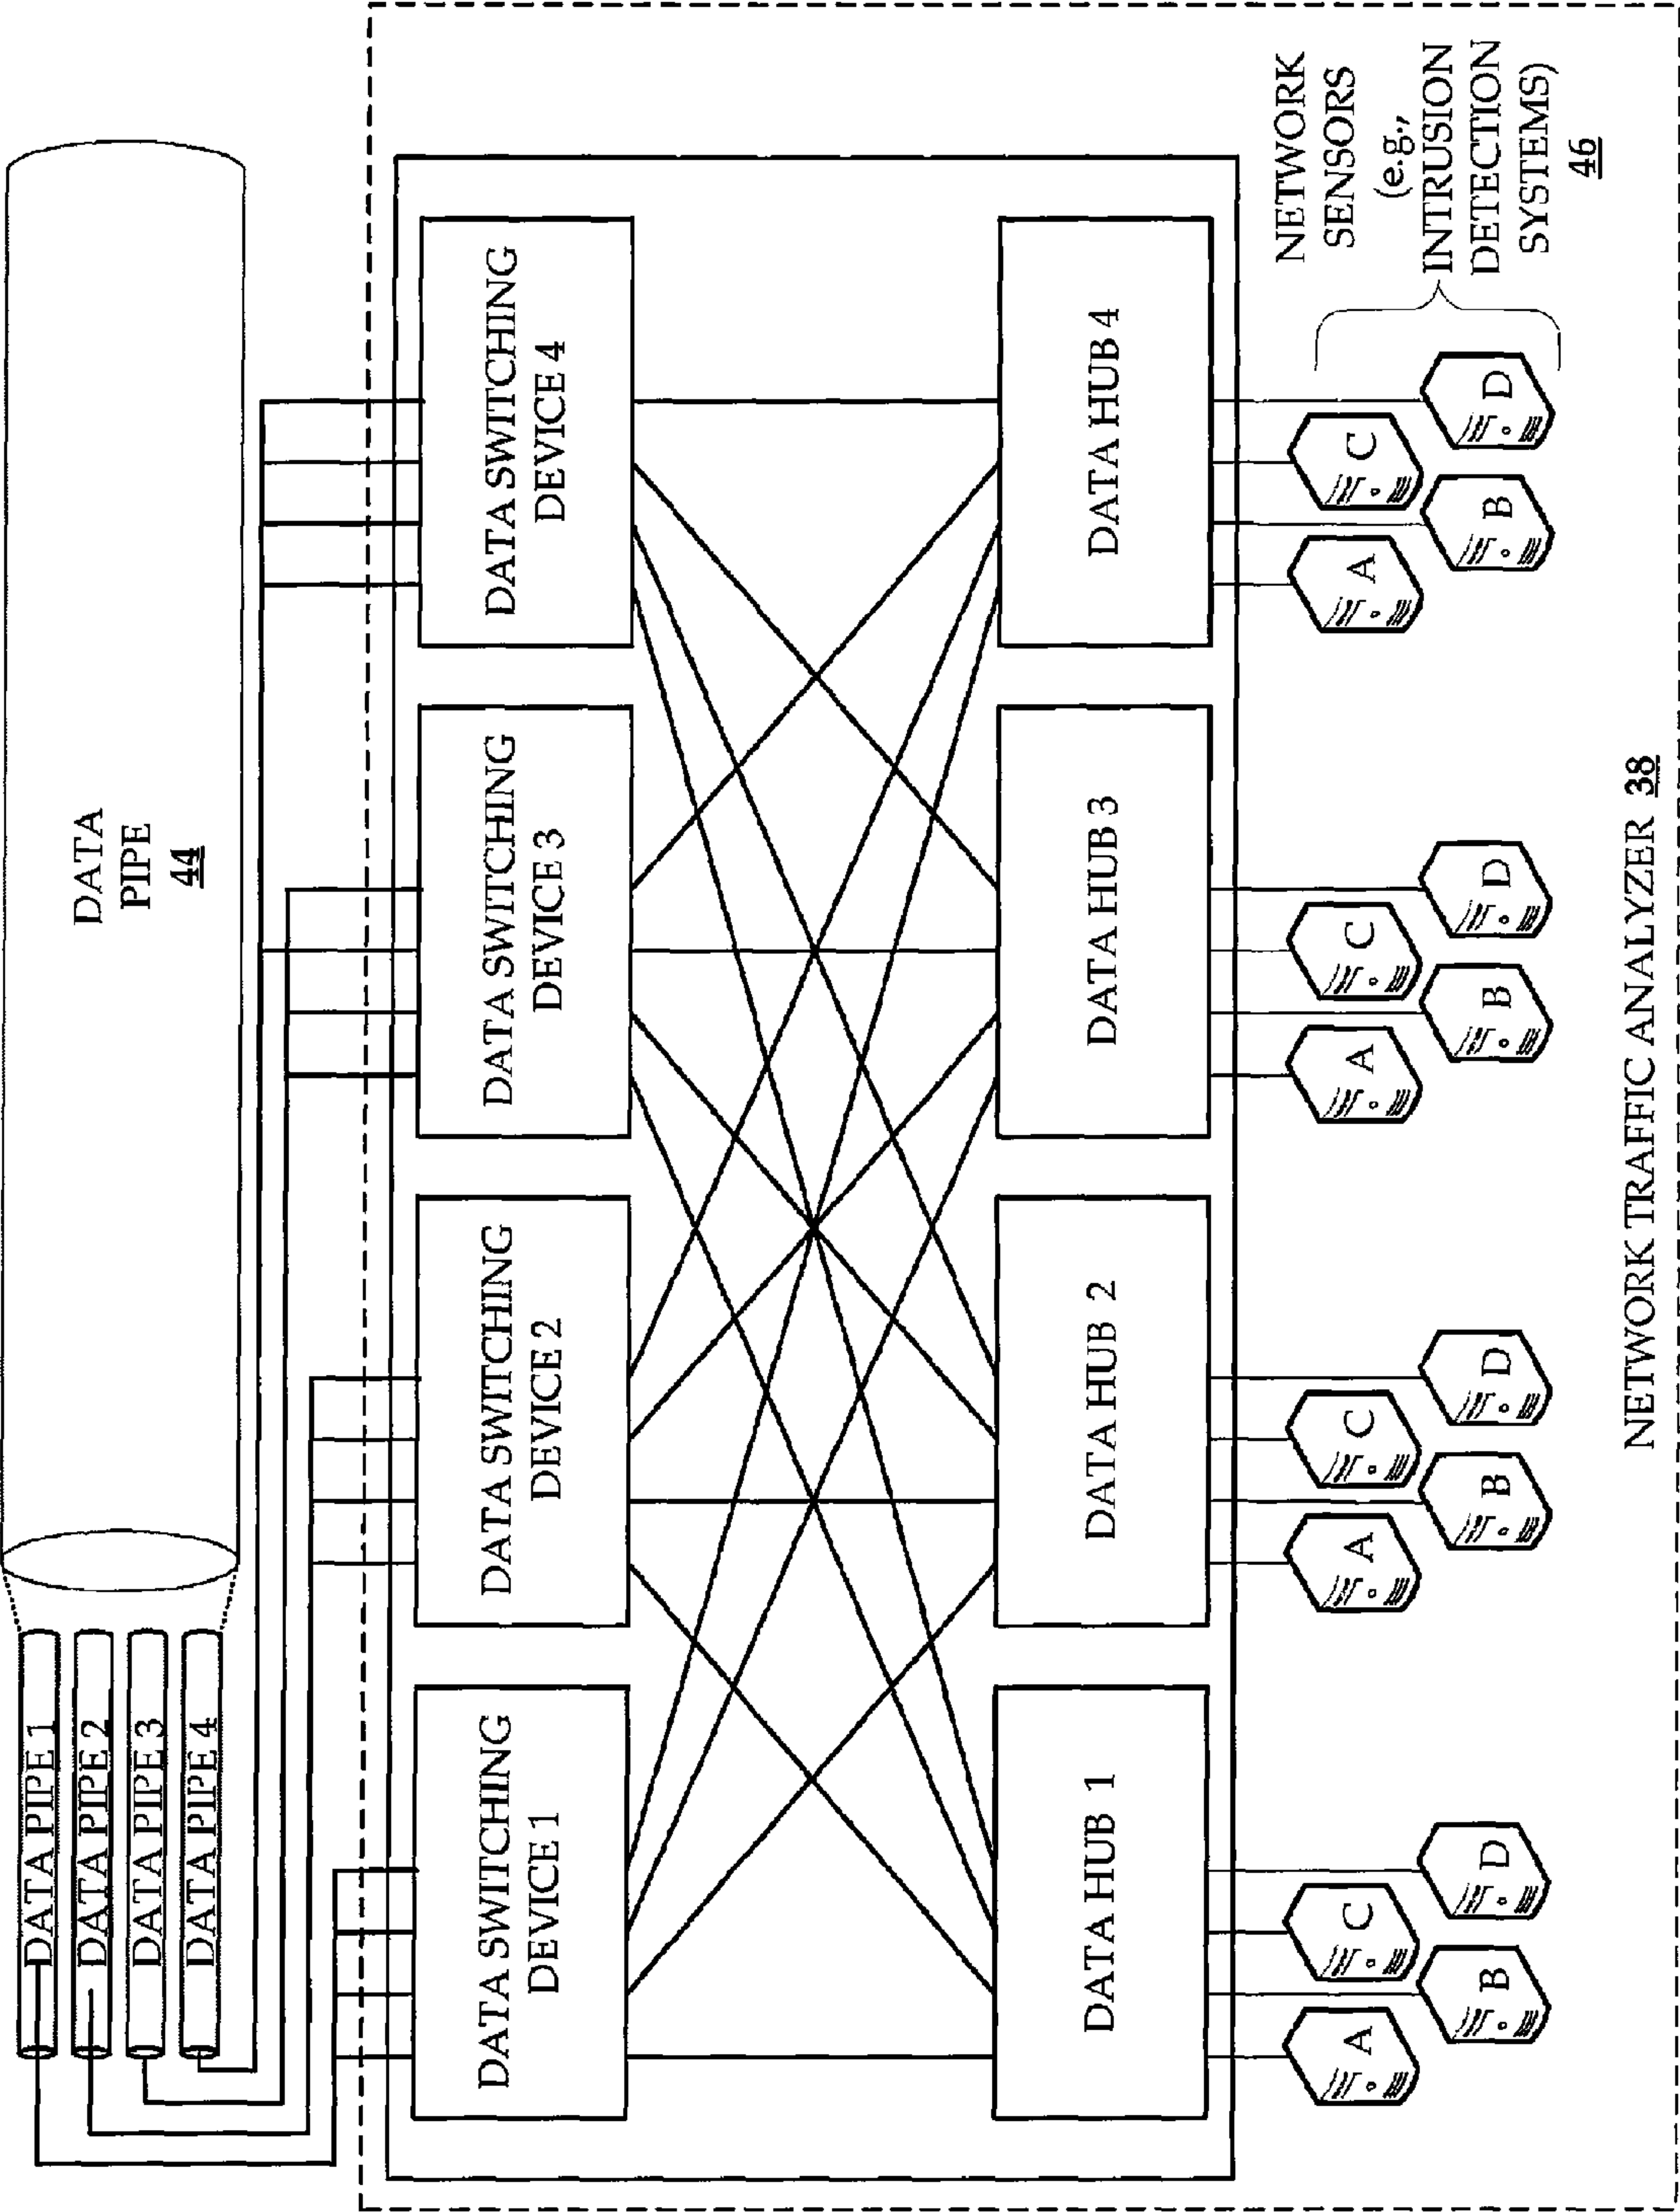 DATA
PIPE
44
DATA PIPE 1
DATA PIPE 2
DATA PIPE 3
DATA PIPE 4
DATA SWITCHING
DEVICE 1
DATA SWITCHING
DEVICE 2
DATA SWITCHING
DEVICE 3
DATA SWITCHING
DEVICE 4
DATA HUB 1
DATA HUB 2
DATA HUB 3
DATA HUB 4
A
C
B
D
A
C
B
D
A
C
B
D
A
C
B
D
NETWORK
SENSORS
(e.g.,
INTRUSION
DETECTION
SYSTEMS)
46
NETWORK TRAFFIC ANALYZER 38